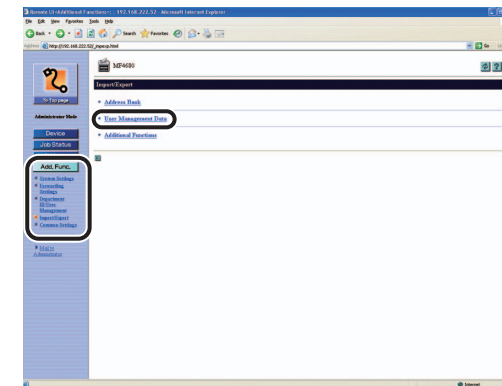 Remote UI <Additional Functions> : 192.168.222.52 - Microsoft Internet Explorer
File Edit View Favorites Tools Help
Back Search Favorites
Address http://192.168.222.52/_impexp.html Go
MF4680
To Top page
Import/Export
Address Book
Administrator Mode
User Management Data
Device
Additional Functions
Job Status
Add. Func.
System Settings
Forwarding
Settings
Department
ID/User
Management
Import/Export
Custom Settings
Mail to
Administrator
Internet